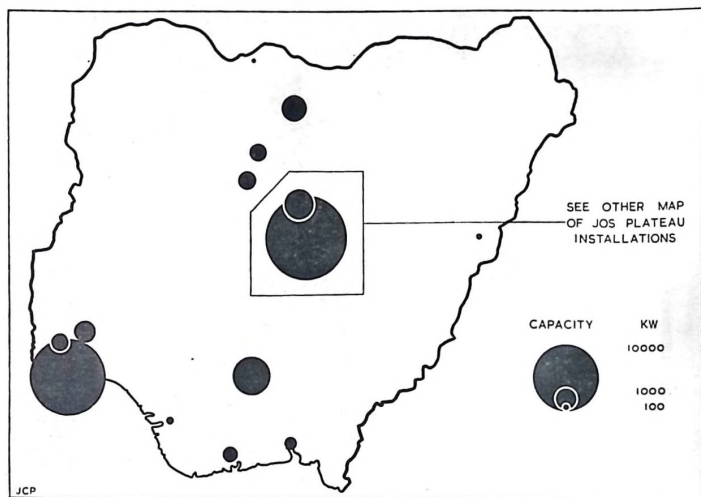 SEE OTHER MAP
OF JOS PLATEAU
INSTALLATIONS
CAPACITY KW
10000
1000
100
JCP